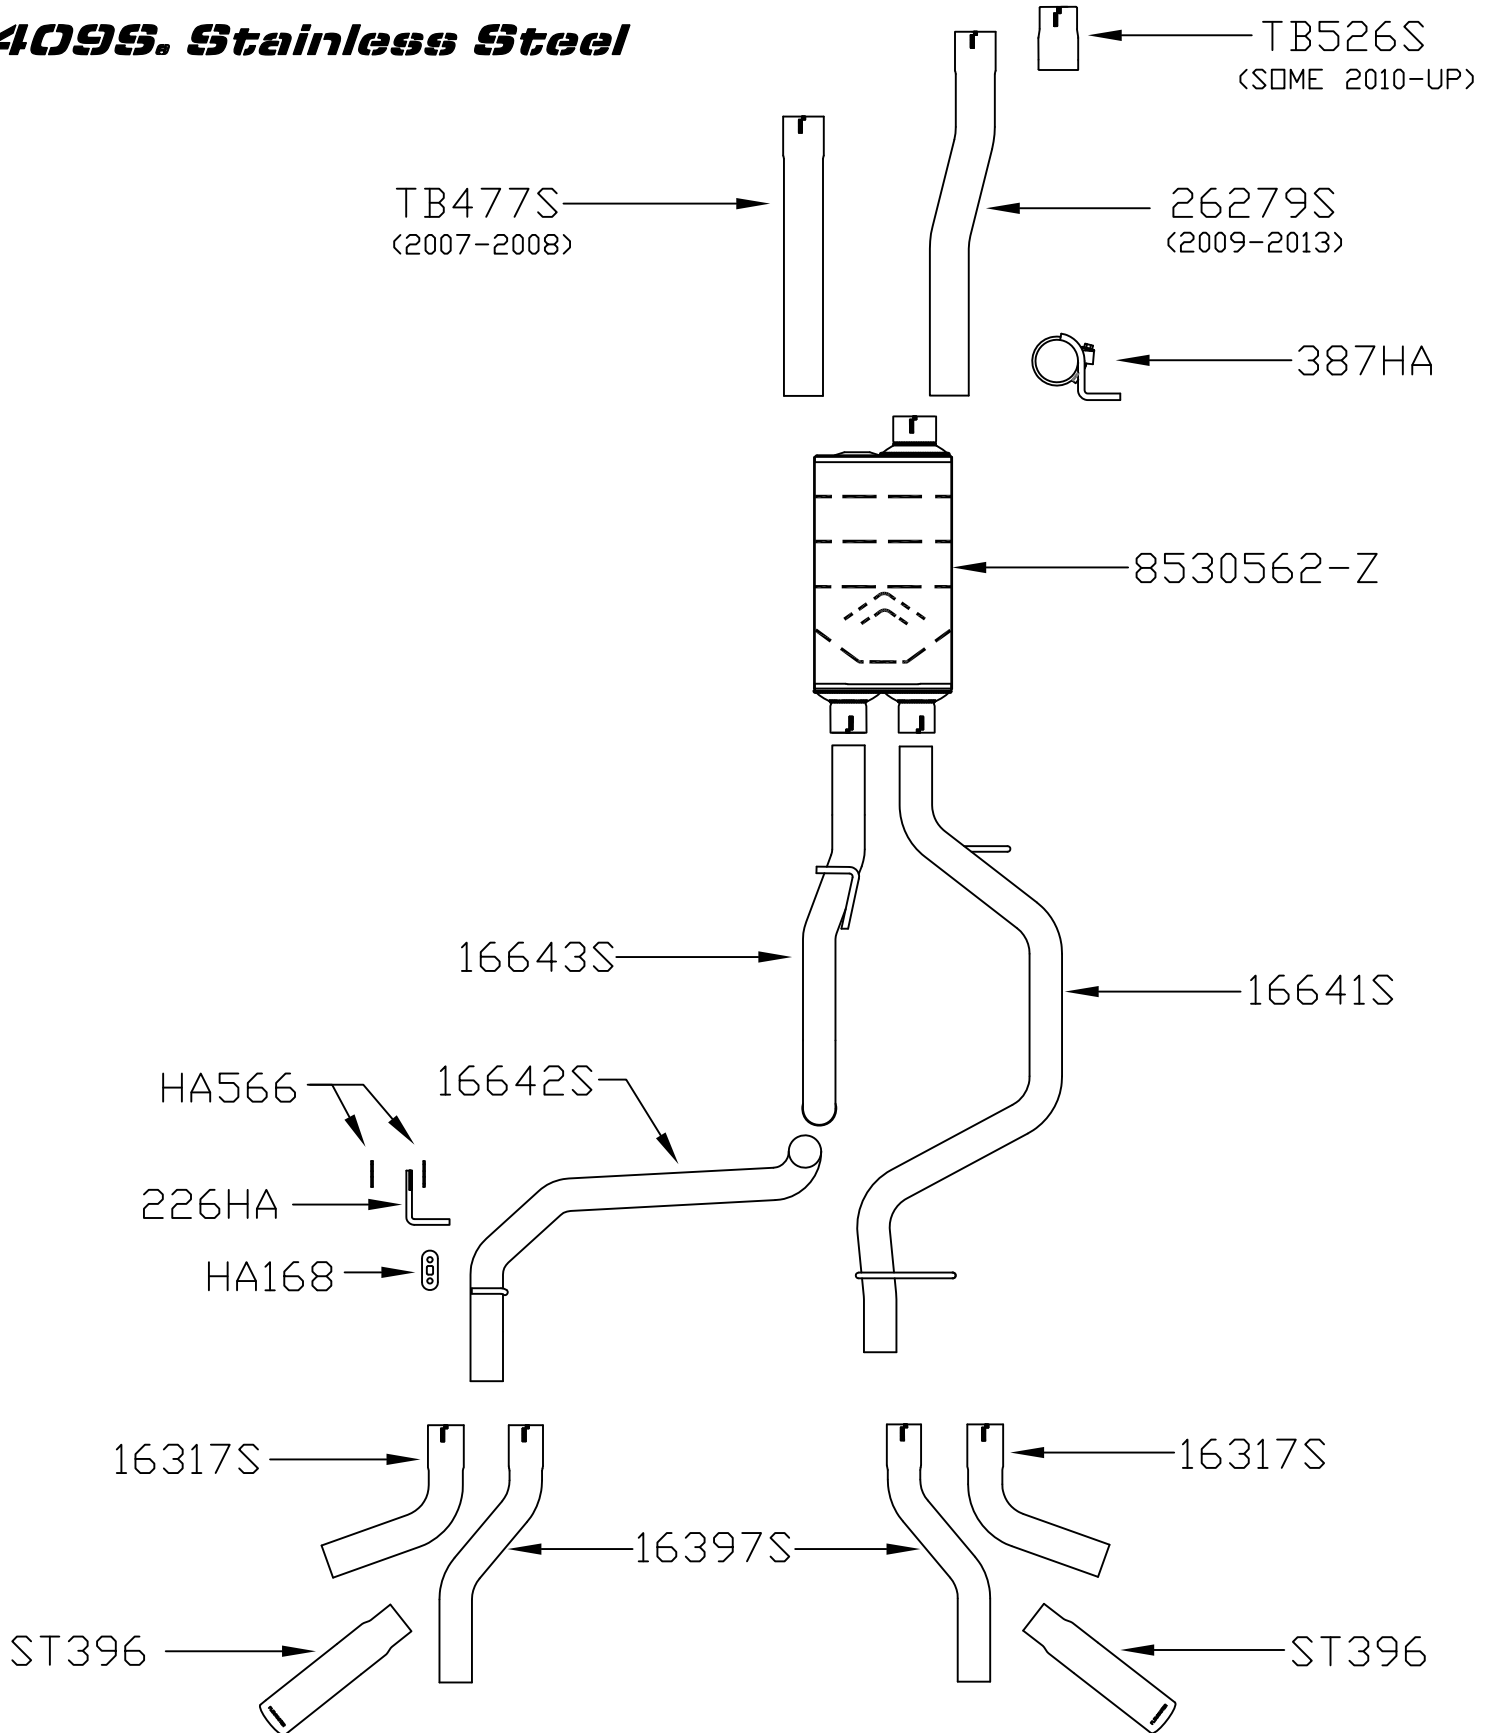 409S. Stainless Steel
TB526S
(SOME 2010-UP)
TB477S
(2007-2008)
26279S
(2009-2013)
387HA
8530562-Z
16643S
16641S
HA566
16642S
226HA
HA168
16317S
16317S
16397S
ST396
ST396